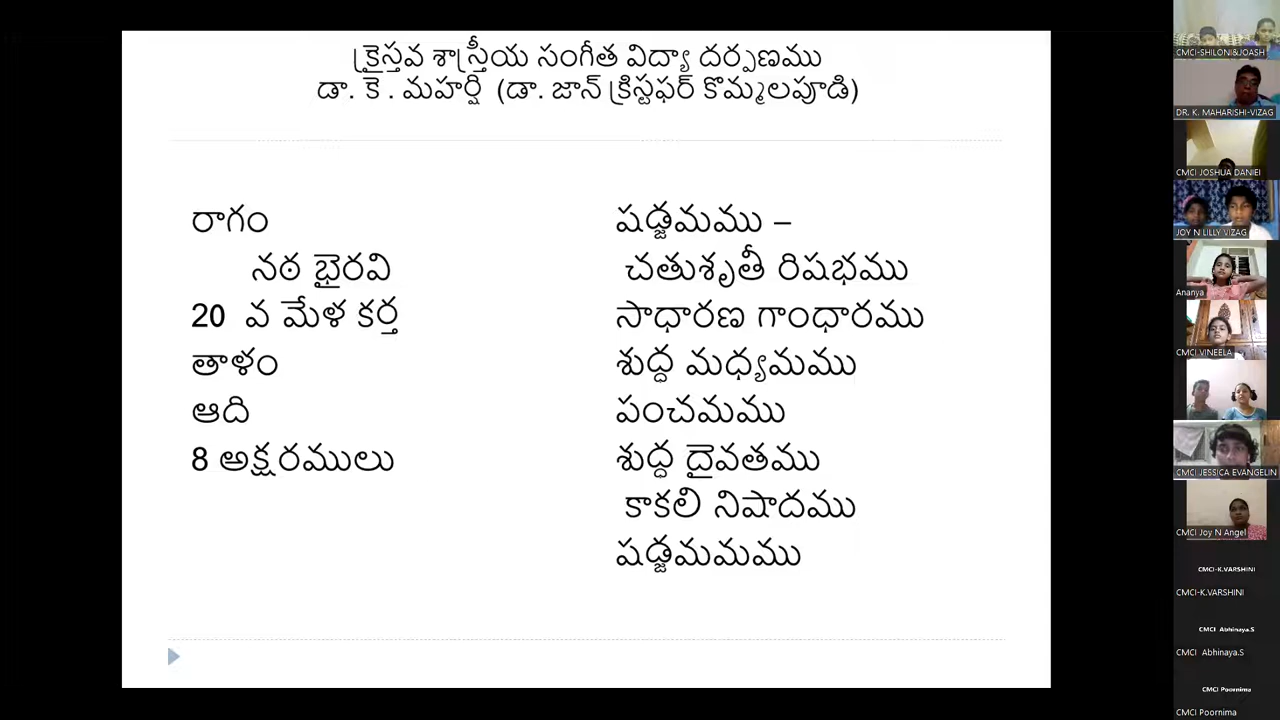 క్రైస్తవ శాస్త్రీయ సంగీత విద్యా దర్పణము
డా. కె . మహర్షి (డా. జాన్ క్రిస్టఫర్ కొమ్మలపూడి)
రాగం
నఠ భైరవి
20 వ మేళ కర్త
తాళం
ఆది
8 అక్షరములు
షడ్జమము –
చతుశృతీ రిషభము
సాధారణ గాంధారము
శుద్ధ మధ్యమము
పంచమము
శుద్ధ దైవతము
కాకలి నిషాదము
షడ్జమమము
CMCI-SHILONI&JOASH
DR. K. MAHARISHI-VIZAG
CMCI JOSHUA DANIEl
JOY N LILLY VIZAG
Ananya
CMCI VINEELA
CMCI JESSICA EVANGELIN
CMCI Joy N Angel
CMCI-K.VARSHINI
CMCI-K.VARSHINI
CMCI Abhinaya.S
CMCI Abhinaya.S
CMCI Poornima
CMCI Poornima